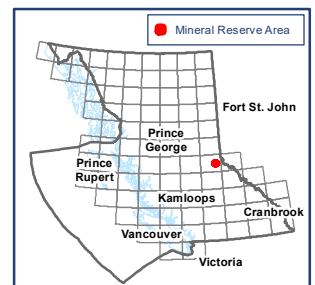 Mineral Reserve Area
Fort St. John
Prince
George
Prince
Rupert
Kamloops
Cranbrook
Vancouver
Victoria